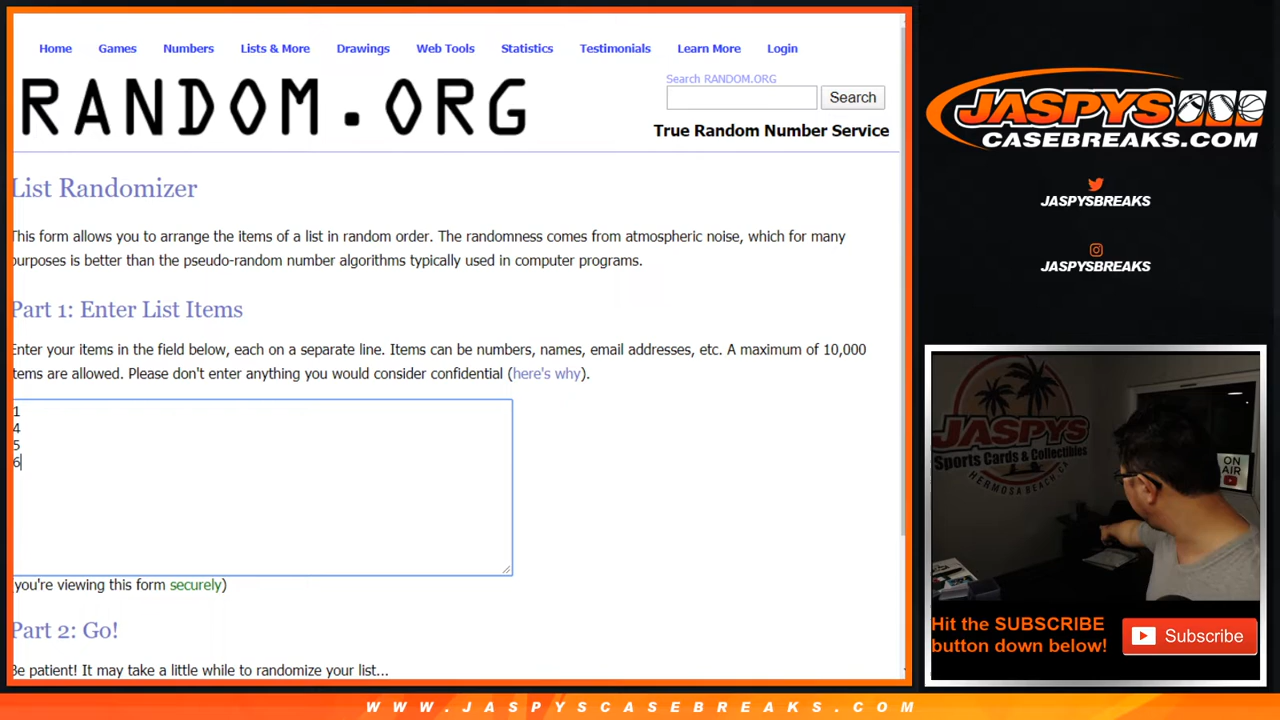 Home Games Numbers Lists & More Drawings Web Tools Statistics Testimonials Learn More Login
RANDOM.ORG
Search RANDOM.ORG
Search
True Random Number Service
List Randomizer
This form allows you to arrange the items of a list in random order. The randomness comes from atmospheric noise, which for many
purposes is better than the pseudo-random number algorithms typically used in computer programs.
Part 1: Enter List Items
Enter your items in the field below, each on a separate line. Items can be numbers, names, email addresses, etc. A maximum of 10,000
items are allowed. Please don't enter anything you would consider confidential (here's why).
1
4
5
6
(you're viewing this form securely)
Part 2: Go!
Be patient! It may take a little while to randomize your list...
JASPYS
CASEBREAKS.COM
JASPYSBREAKS
JASPYSBREAKS
JASPYS
Sports Cards & Collectibles
HERMOSA BEACH, CA
ON
AIR
Hit the SUBSCRIBE
button down below!
Subscribe
WWW.JASPYSCASEBREAKS.COM